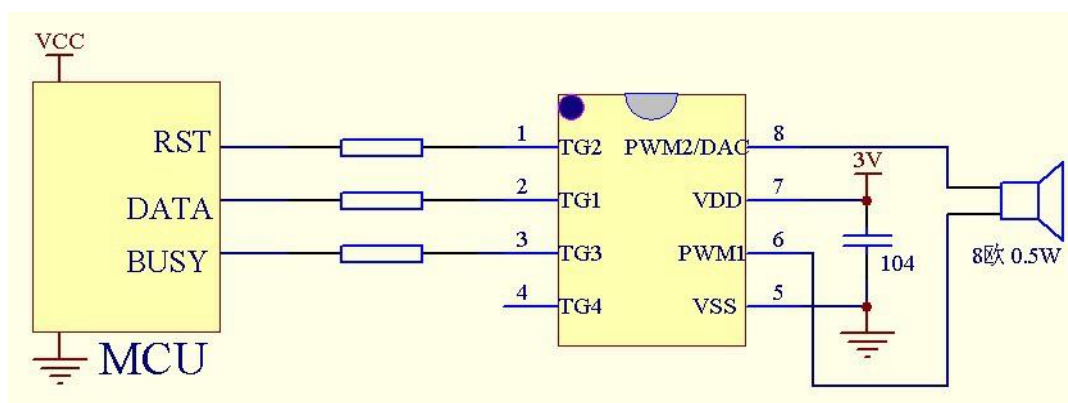 VCC
RST
DATA
BUSY
MCU
1
2
3
4
TG2
TG1
TG3
TG4
PWM2/DAC
VDD
PWM1
VSS
8
7
6
5
3V
104
8欧 0.5W